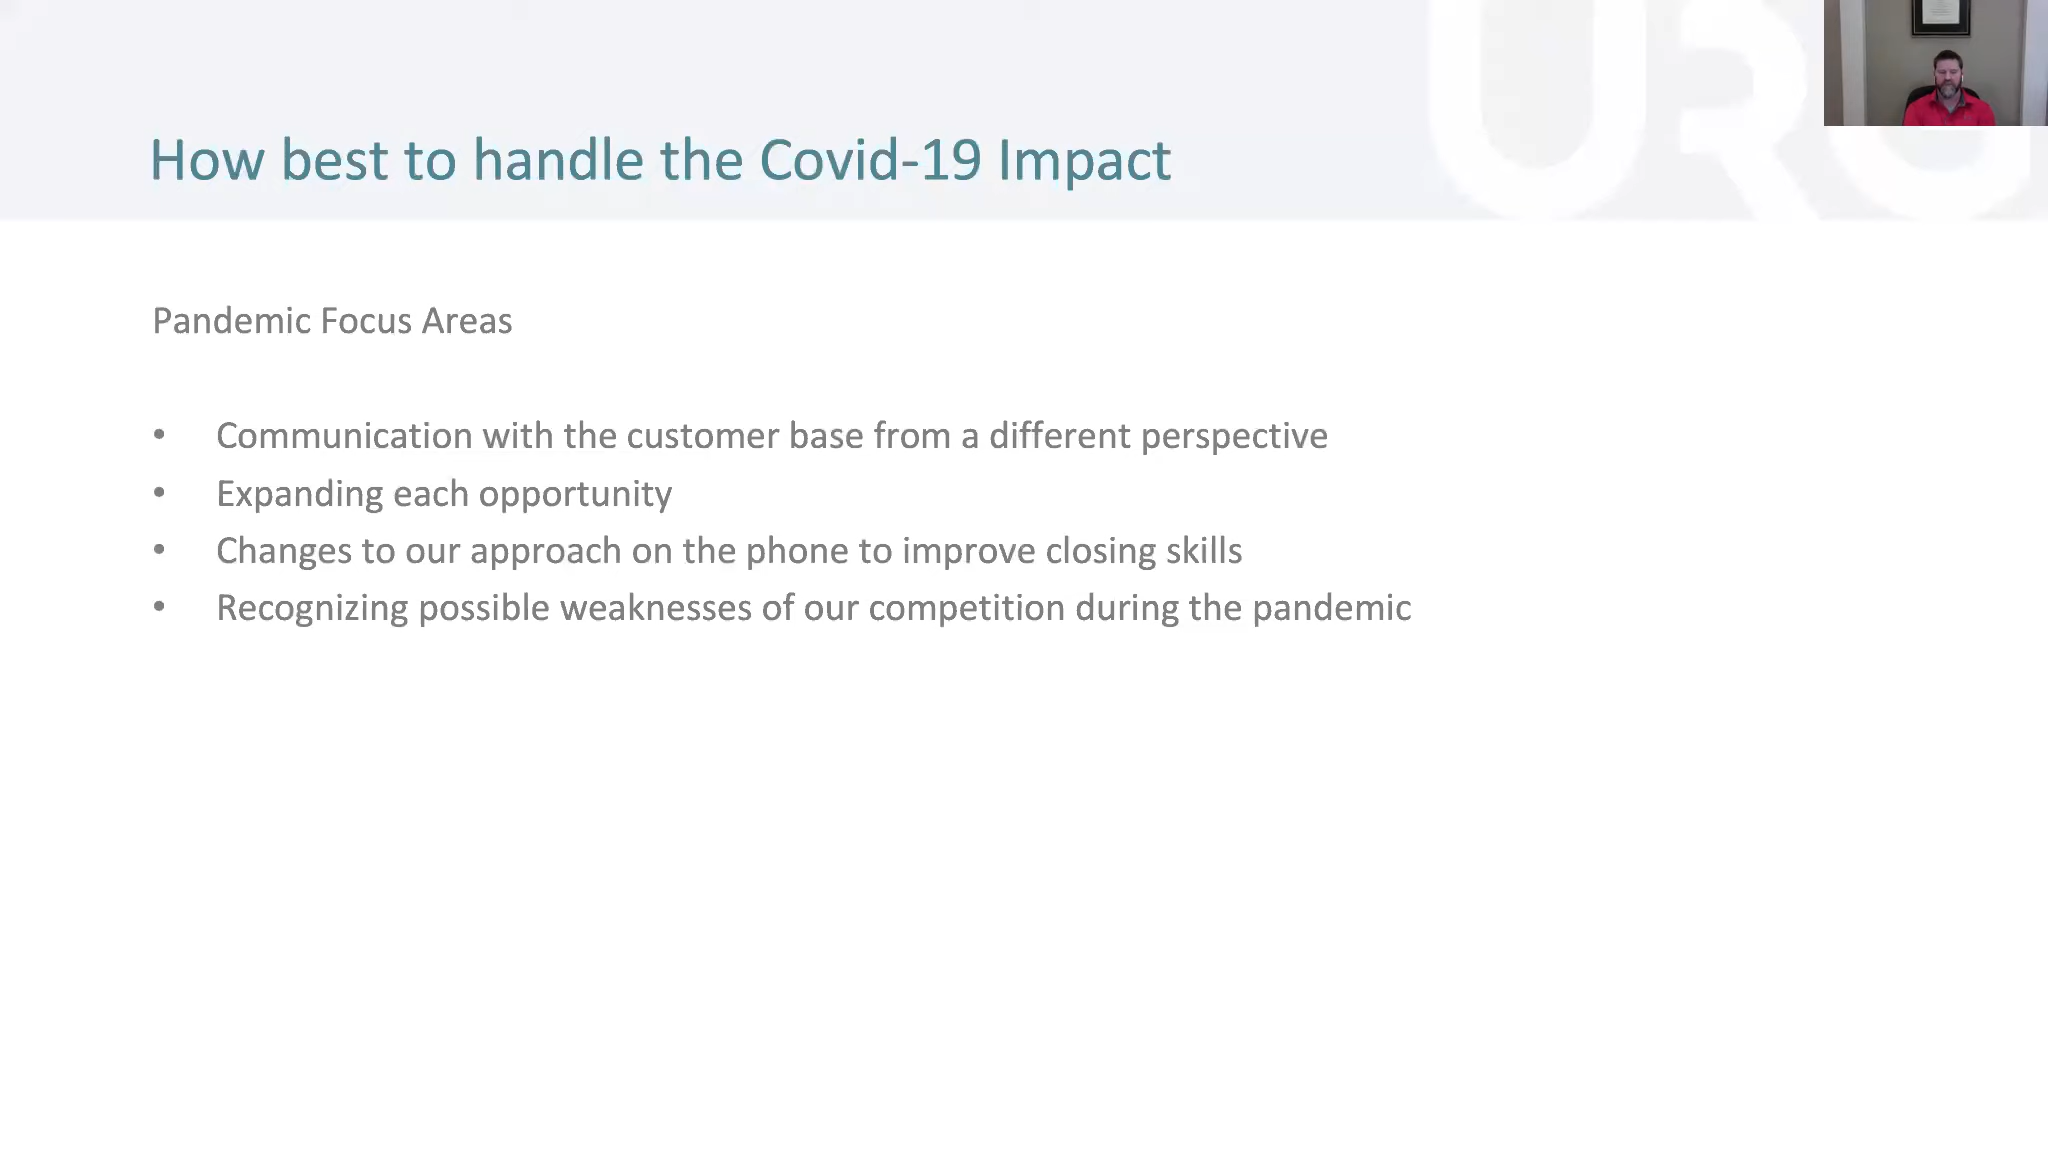 URG
How best to handle the Covid-19 Impact
Pandemic Focus Areas
• Communication with the customer base from a different perspective
• Expanding each opportunity
• Changes to our approach on the phone to improve closing skills
• Recognizing possible weaknesses of our competition during the pandemic